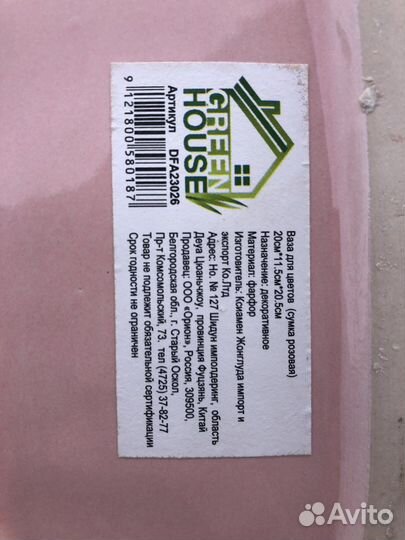 GREEN
HOUSE
Артикул DFA23026
9 121800 580187
Ваза для цветов (сумка розовая)
20см*11.5см*20.5см
Назначение: декоративное
Материал: фарфор
Изготовитель: Ксиамен Жонглуда импорт и
экспорт Ко.Лтд
Адрес: Но. № 127 Шидун имполдеринг, область
Деуа Цюаньчжоу, провинция Фуцзянь, Китай
Продавец: ООО «Орион», Россия, 309500,
Белгородская обл., г. Старый Оскол,
Пр-т Комсомольский, 73, тел (4725) 37-82-77
Товар не подлежит обязательной сертификации
Срок годности не ограничен
Avito